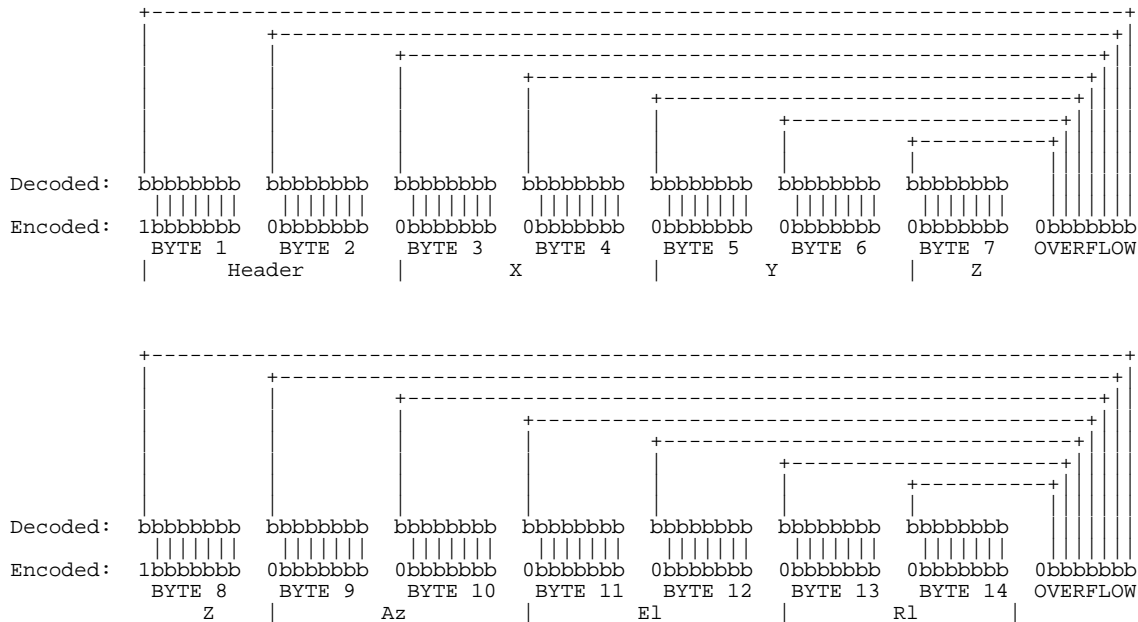 Decoded: bbbbbbbb bbbbbbbb bbbbbbbb bbbbbbbb bbbbbbbb bbbbbbbb bbbbbbbb
Encoded: 1bbbbbbb 0bbbbbbb 0bbbbbbb 0bbbbbbb 0bbbbbbb 0bbbbbbb 0bbbbbbb 0bbbbbbb
BYTE 1 BYTE 2 BYTE 3 BYTE 4 BYTE 5 BYTE 6 BYTE 7 OVERFLOW
| Header | X | Y | Z
Decoded: bbbbbbbb bbbbbbbb bbbbbbbb bbbbbbbb bbbbbbbb bbbbbbbb bbbbbbbb
Encoded: 1bbbbbbb 0bbbbbbb 0bbbbbbb 0bbbbbbb 0bbbbbbb 0bbbbbbb 0bbbbbbb 0bbbbbbb
BYTE 8 BYTE 9 BYTE 10 BYTE 11 BYTE 12 BYTE 13 BYTE 14 OVERFLOW
Z | Az | El | Rl |